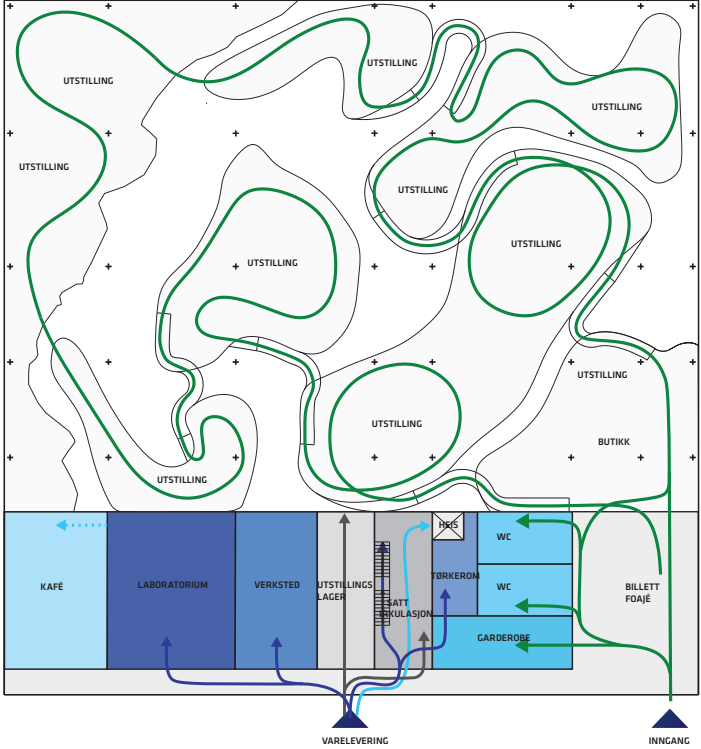 UTSTILLING
UTSTILLING
UTSTILLING
UTSTILLING
UTSTILLING
UTSTILLING
UTSTILLING
UTSTILLING
UTSTILLING
UTSTILLING
BUTIKK
UTSTILLING
HEIS
WC
KAFÉ
LABORATORIUM
VERKSTED
UTSTILLINGS
LAGER
SATT
IRKULASJON
TØRKEROM
WC
BILLETT
FOAJÉ
GARDEROBE
VARELEVERING
INNGANG